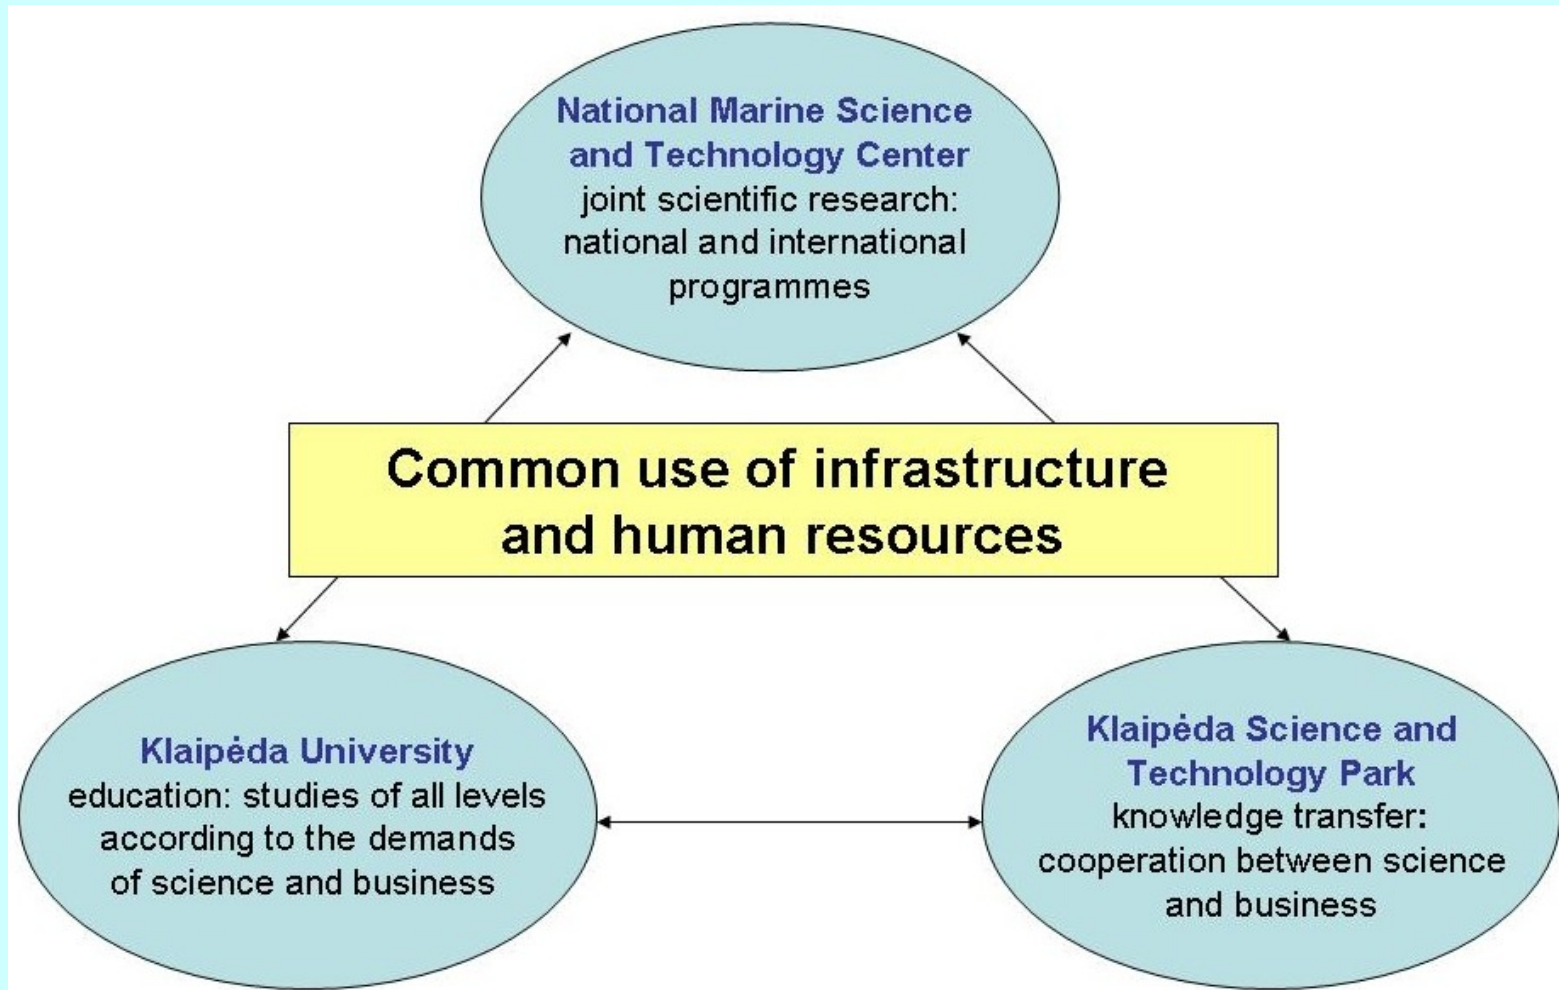 National Marine Science
and Technology Center
joint scientific research:
national and international
programmes
Common use of infrastructure
and human resources
Klaipėda University
education: studies of all levels
according to the demands
of science and business
Klaipėda Science and
Technology Park
knowledge transfer:
cooperation between science
and business